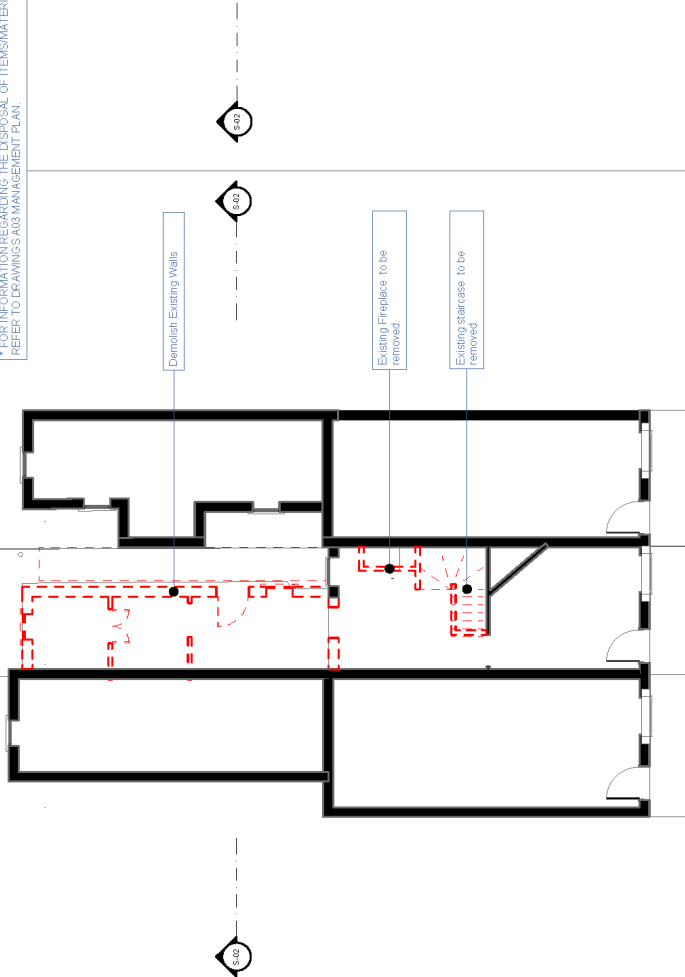 * FOR INFORMATION REGARDING THE DISPOSAL OF ITEMS/MATERI
REFER TO DRAWINGS A03 MANAGEMENT PLAN.
S-02
S-02
Demolish Existing Walls
Existing Fireplace to be
removed.
Existing staircase to be
removed.
S-02